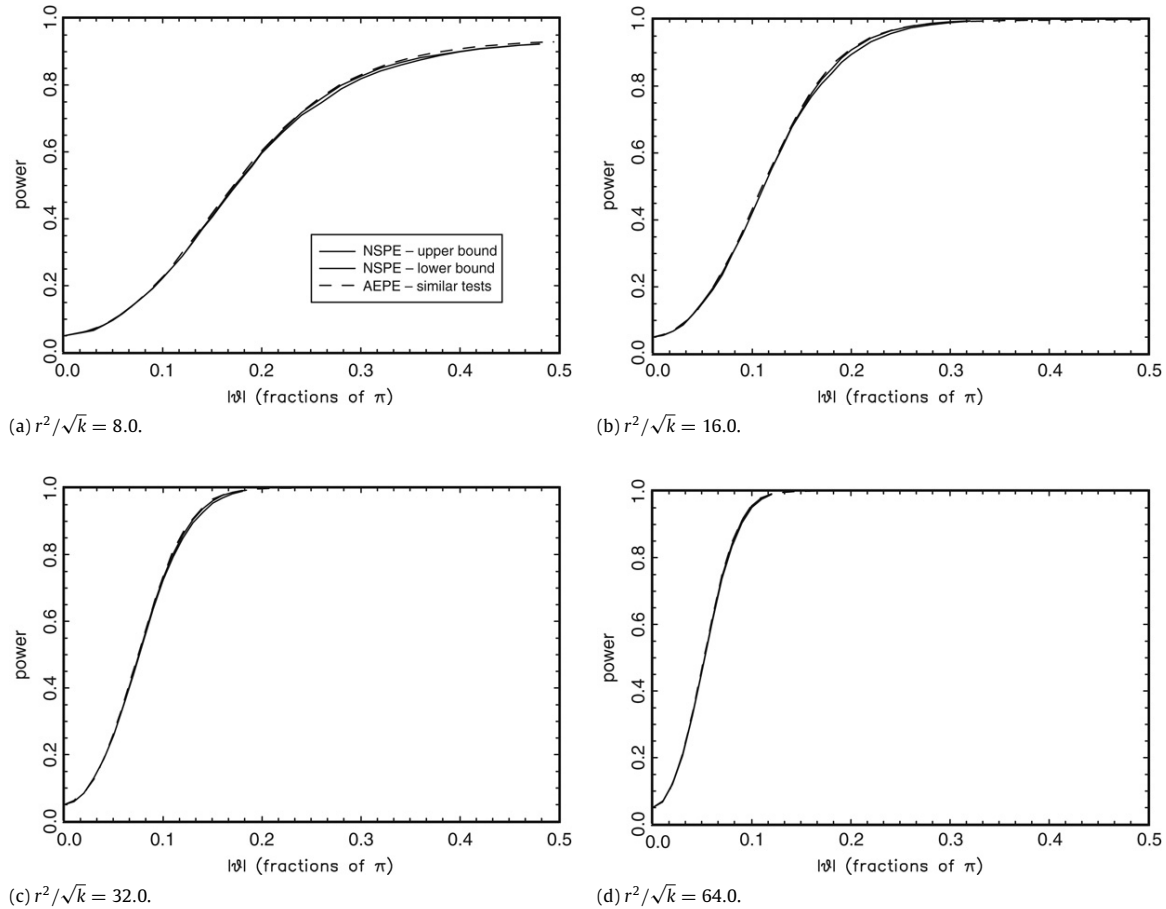 power
1.0
0.8
0.6
0.4
0.2
0.0
NSPE – upper bound
NSPE – lower bound
AEPE – similar tests
0.0 0.1 0.2 0.3 0.4 0.5
|ϑ| (fractions of π)
(a) r²/√k = 8.0.
power
1.0
0.8
0.6
0.4
0.2
0.0
0.0 0.1 0.2 0.3 0.4 0.5
|ϑ| (fractions of π)
(b) r²/√k = 16.0.
power
1.0
0.8
0.6
0.4
0.2
0.0
0.0 0.1 0.2 0.3 0.4 0.5
|ϑ| (fractions of π)
(c) r²/√k = 32.0.
power
1.0
0.8
0.6
0.4
0.2
0.0
0.0 0.1 0.2 0.3 0.4 0.5
|ϑ| (fractions of π)
(d) r²/√k = 64.0.